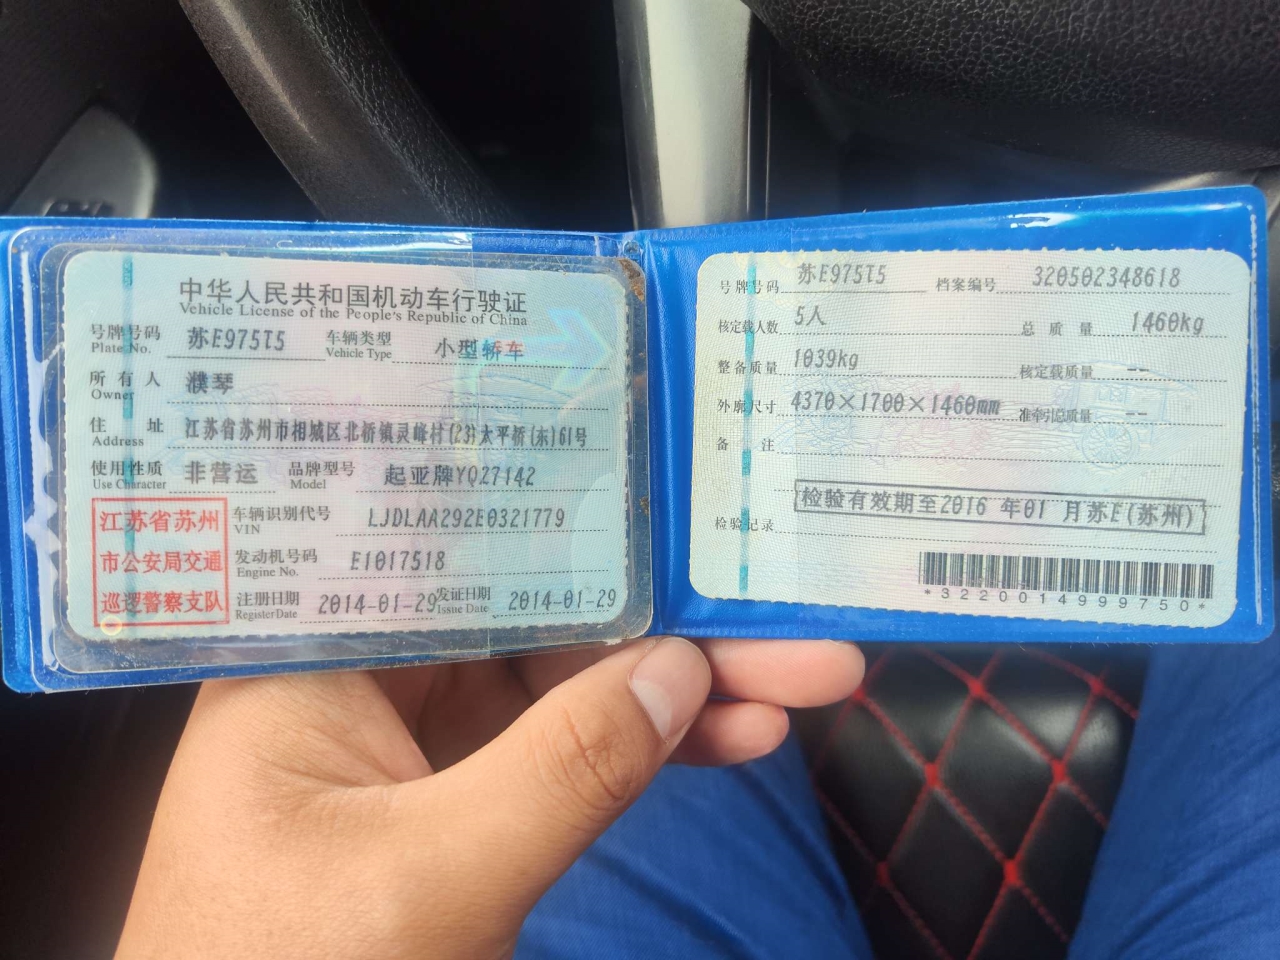 中华人民共和国机动车行驶证
Vehicle License of the People's Republic of China
号牌号码 苏E975T5 车辆类型 小型轿车
Plate No. Vehicle Type
所有人 濮琴
Owner
住址 江苏省苏州市相城区北桥镇灵峰村(23)太平桥(东)61号
Address
使用性质 非营运 品牌型号 起亚牌YQZ7142
Use Character Model
江苏省苏州
市公安局交通
巡逻警察支队
车辆识别代号 LJDLAA292E0321779
VIN
发动机号码 E1017518
Engine No.
注册日期 2014-01-29 发证日期 2014-01-29
Register Date Issue Date
号牌号码 苏E975T5 档案编号 320502348618
核定载人数 5人 总质量 1460kg
整备质量 1039kg 核定载质量 --
外廓尺寸 4370×1700×1460mm 准牵引总质量 --
备注
检验有效期至2016 年01 月苏E(苏州)
检验记录
*3220014999750*